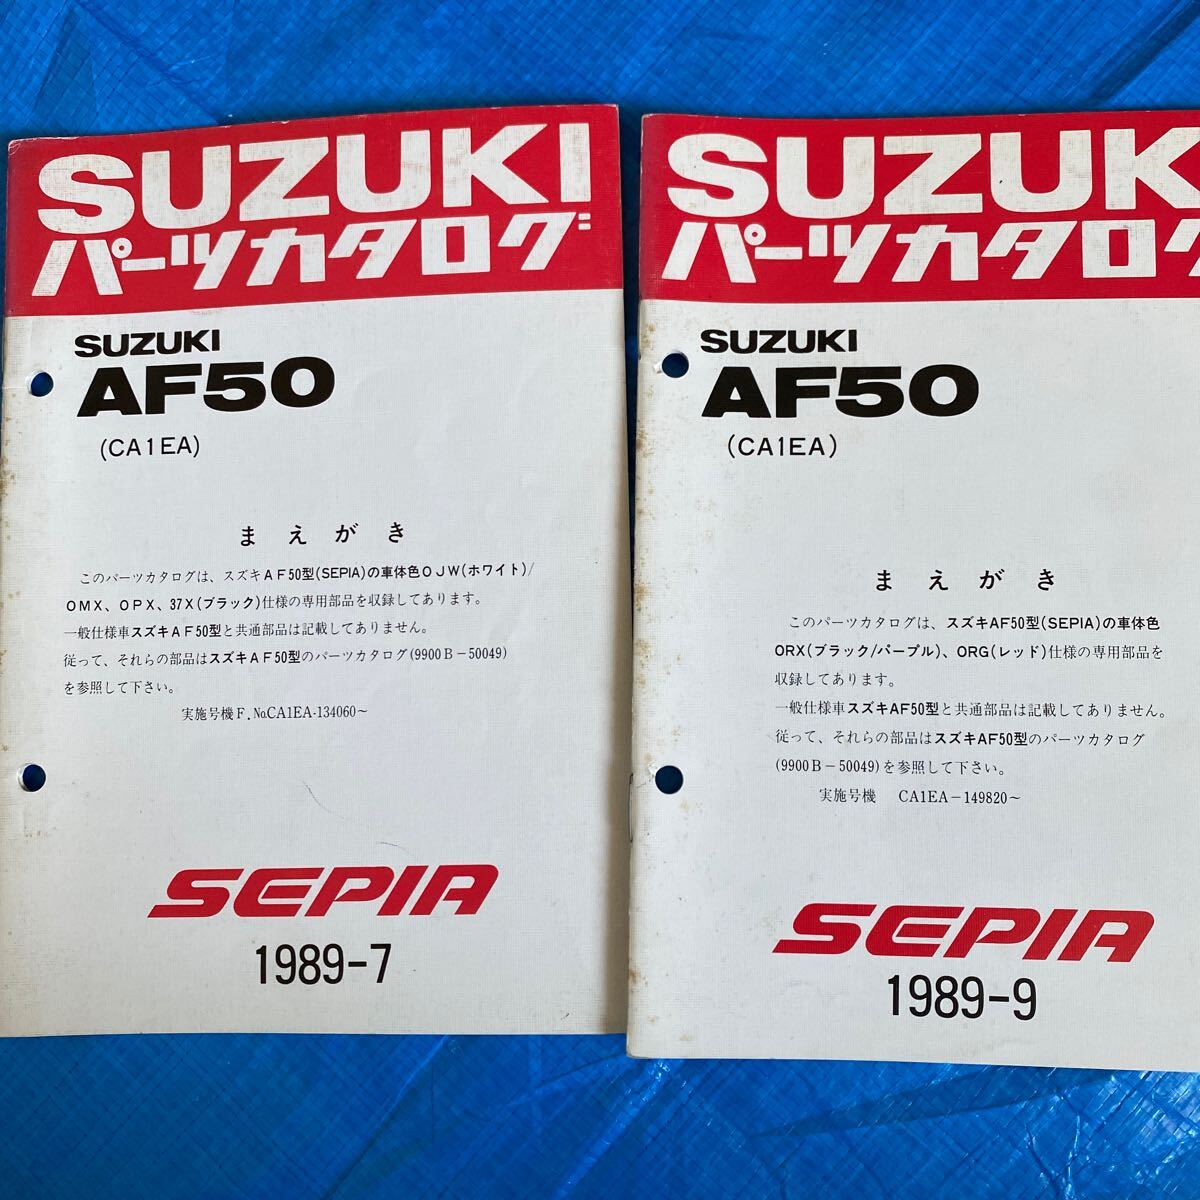 SUZUKI
パーツカタログ
SUZUKI
AF50
(CA1EA)
まえがき
このパーツカタログは、スズキAF50型(SEPIA)の車体色OJW(ホワイト)/
OMX、OPX、37X(ブラック)仕様の専用部品を収録してあります。
一般仕様車スズキAF50型と共通部品は記載してありません。
従って、それらの部品はスズキAF50型のパーツカタログ(9900B-50049)
を参照して下さい。
実施号機F.No.CA1EA-134060~
SEPIA
1989-7
SUZUK
パーツカタログ
SUZUKI
AF50
(CA1EA)
まえがき
このパーツカタログは、スズキAF50型(SEPIA)の車体色
ORX(ブラック/パープル)、ORG(レッド)仕様の専用部品を
収録してあります。
一般仕様車スズキAF50型と共通部品は記載してありません。
従って、それらの部品はスズキAF50型のパーツカタログ
(9900B-50049)を参照して下さい。
実施号機 CA1EA-149820~
SEPIA
1989-9